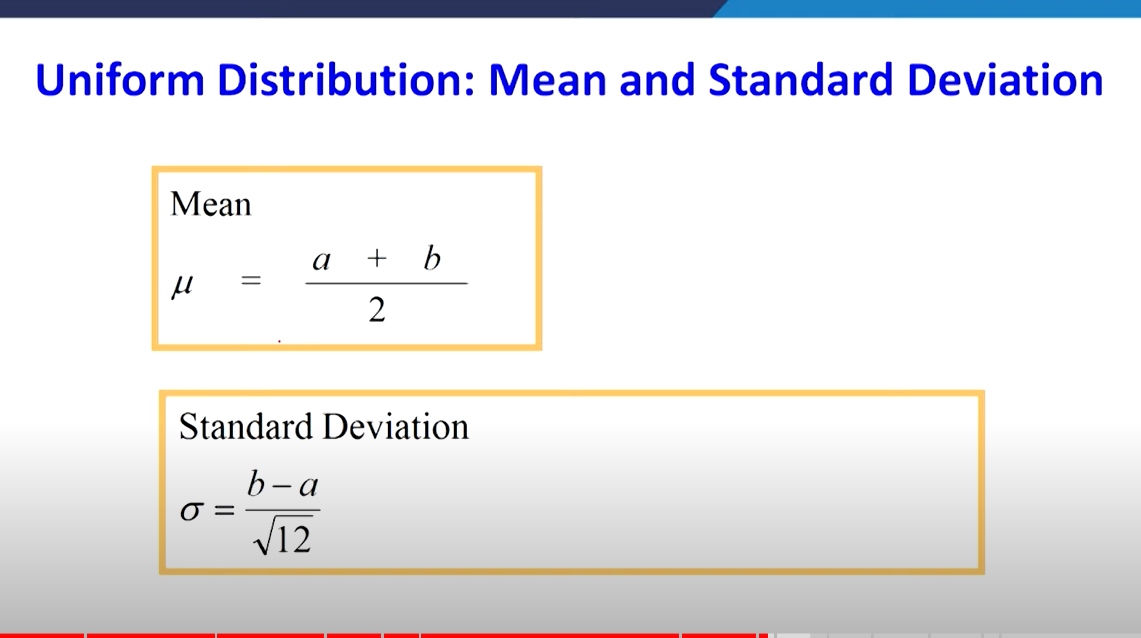 Uniform Distribution: Mean and Standard Deviation
Mean
μ = a + b / 2
Standard Deviation
σ = b − a / √12